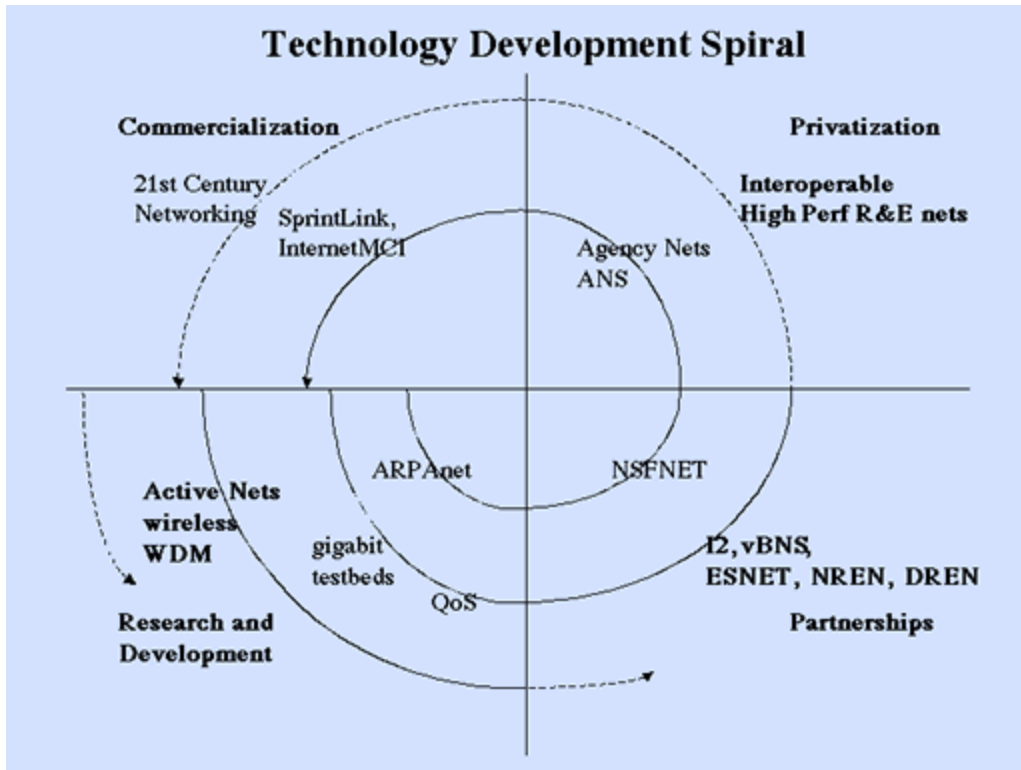 Technology Development Spiral
Commercialization
Privatization
21st Century
Networking
SprintLink,
InternetMCI
Agency Nets
ANS
Interoperable
High Perf R&E nets
ARPAnet
NSFNET
Active Nets
wireless
WDM
gigabit
testbeds
QoS
I2, vBNS,
ESNET, NREN, DREN
Research and
Development
Partnerships